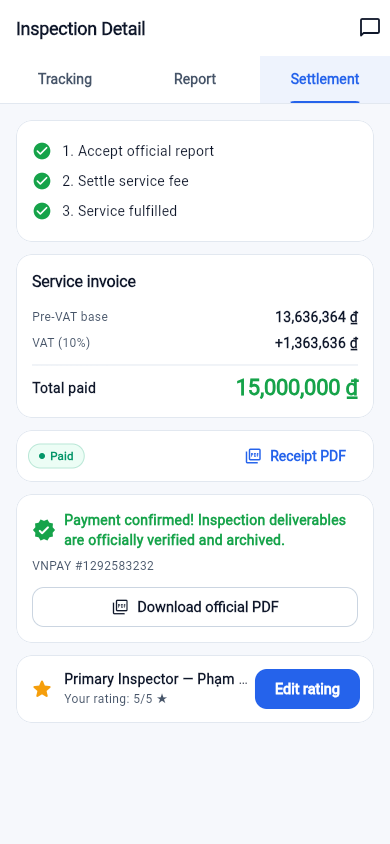 Inspection Detail
Tracking
Report
Settlement
1. Accept official report
2. Settle service fee
3. Service fulfilled
Service invoice
Pre-VAT base
13,636,364 ₫
VAT (10%)
+1,363,636 ₫
Total paid
15,000,000 ₫
Paid
Receipt PDF
Payment confirmed! Inspection deliverables
are officially verified and archived.
VNPAY #1292583232
Download official PDF
Primary Inspector — Phạm ...
Your rating: 5/5 ★
Edit rating